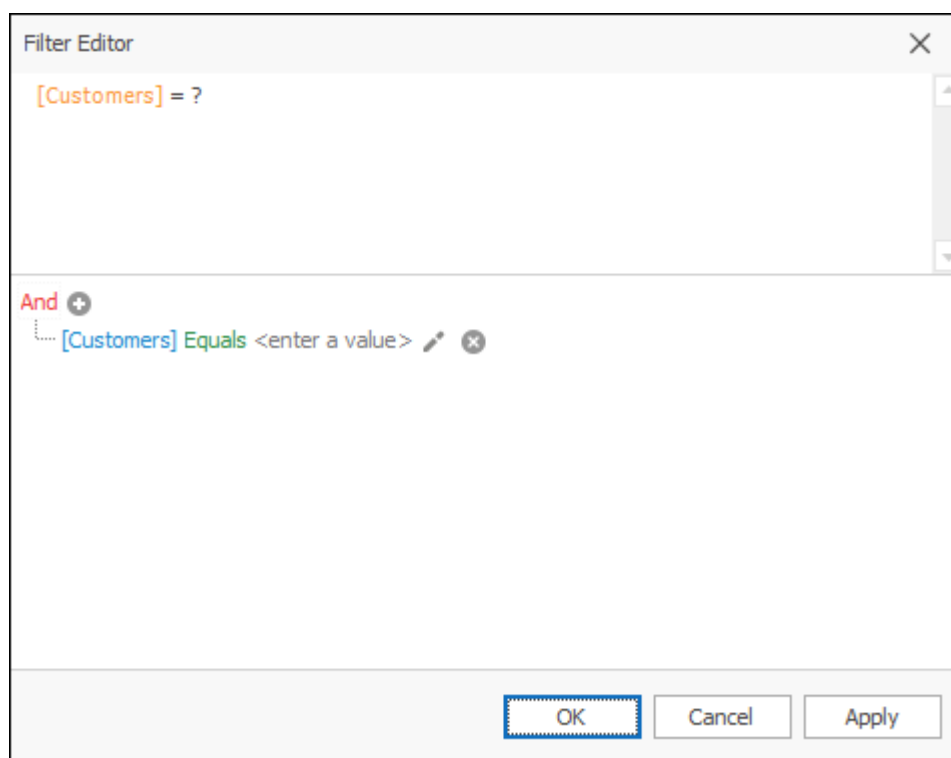 Filter Editor
[Customers] = ?
And
[Customers] Equals <enter a value>
OK Cancel Apply